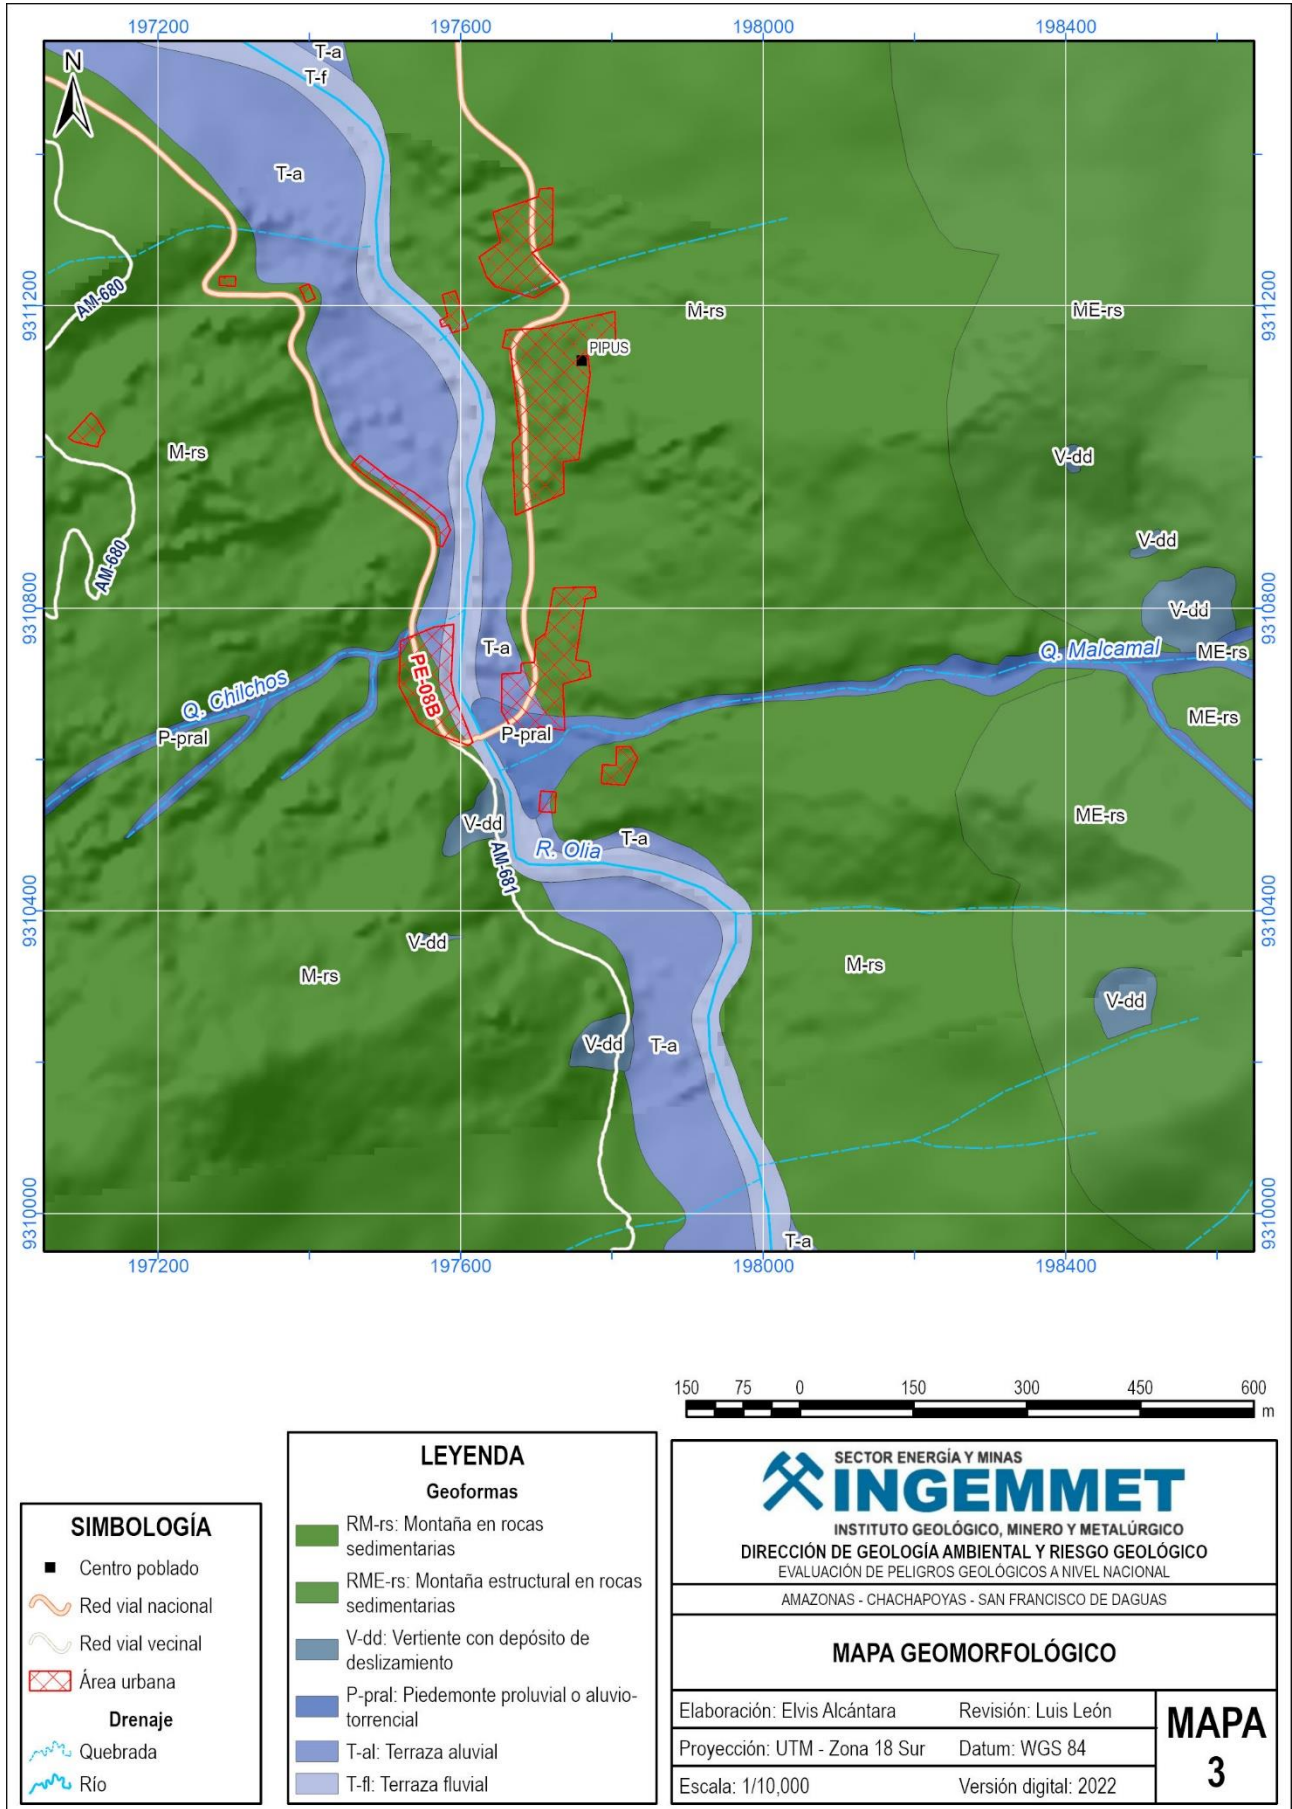 197200
197600
198000
198400
N
T-a
T-f
T-a
AM-680
9311200
9311200
M-rs
ME-rs
PIPUS
M-rs
V-dd
AM-680
V-dd
9310800
9310800
V-dd
T-a
Q. Malcamal
ME-rs
PE-08B
Q. Chilchos
P-pral
P-pral
ME-rs
V-dd
T-a
ME-rs
R. Olia
AM-681
9310400
9310400
V-dd
M-rs
M-rs
V-dd
V-dd
T-a
9310000
9310000
T-a
197200
197600
198000
198400
150 75 0 150 300 450 600
m
SIMBOLOGÍA
Centro poblado
Red vial nacional
Red vial vecinal
Área urbana
Drenaje
Quebrada
Río
LEYENDA
Geoformas
RM-rs: Montaña en rocas
sedimentarias
RME-rs: Montaña estructural en rocas
sedimentarias
V-dd: Vertiente con depósito de
deslizamiento
P-pral: Piedemonte proluvial o aluvio-
torrencial
T-al: Terraza aluvial
T-fl: Terraza fluvial
SECTOR ENERGÍA Y MINAS
INGEMMET
INSTITUTO GEOLÓGICO, MINERO Y METALÚRGICO
DIRECCIÓN DE GEOLOGÍA AMBIENTAL Y RIESGO GEOLÓGICO
EVALUACIÓN DE PELIGROS GEOLÓGICOS A NIVEL NACIONAL
AMAZONAS - CHACHAPOYAS - SAN FRANCISCO DE DAGUAS
MAPA GEOMORFOLÓGICO
Elaboración: Elvis Alcántara
Revisión: Luis León
Proyección: UTM - Zona 18 Sur
Datum: WGS 84
Escala: 1/10,000
Versión digital: 2022
MAPA
3